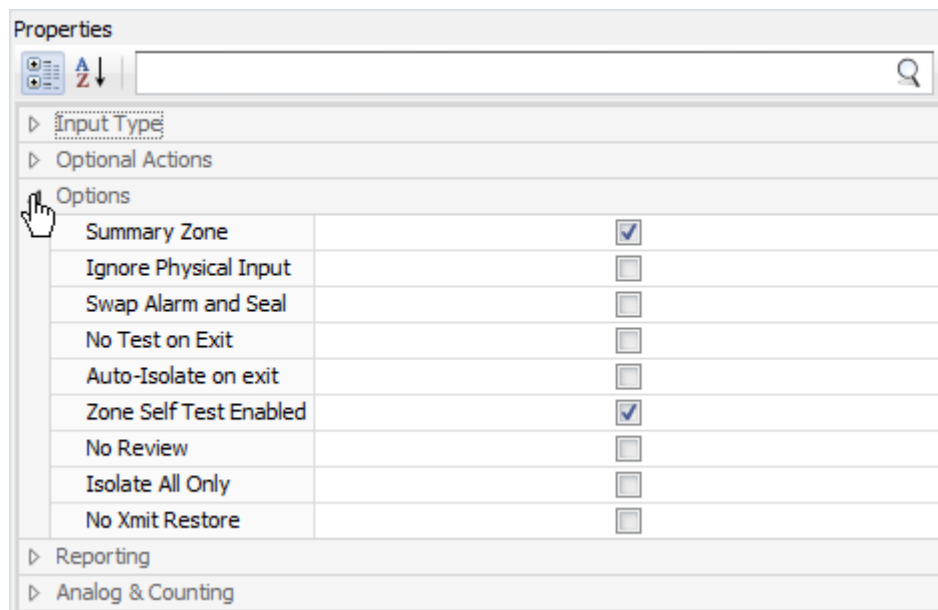 Properties
AZ
Input Type
Optional Actions
Options
Summary Zone
Ignore Physical Input
Swap Alarm and Seal
No Test on Exit
Auto-Isolate on exit
Zone Self Test Enabled
No Review
Isolate All Only
No Xmit Restore
Reporting
Analog & Counting